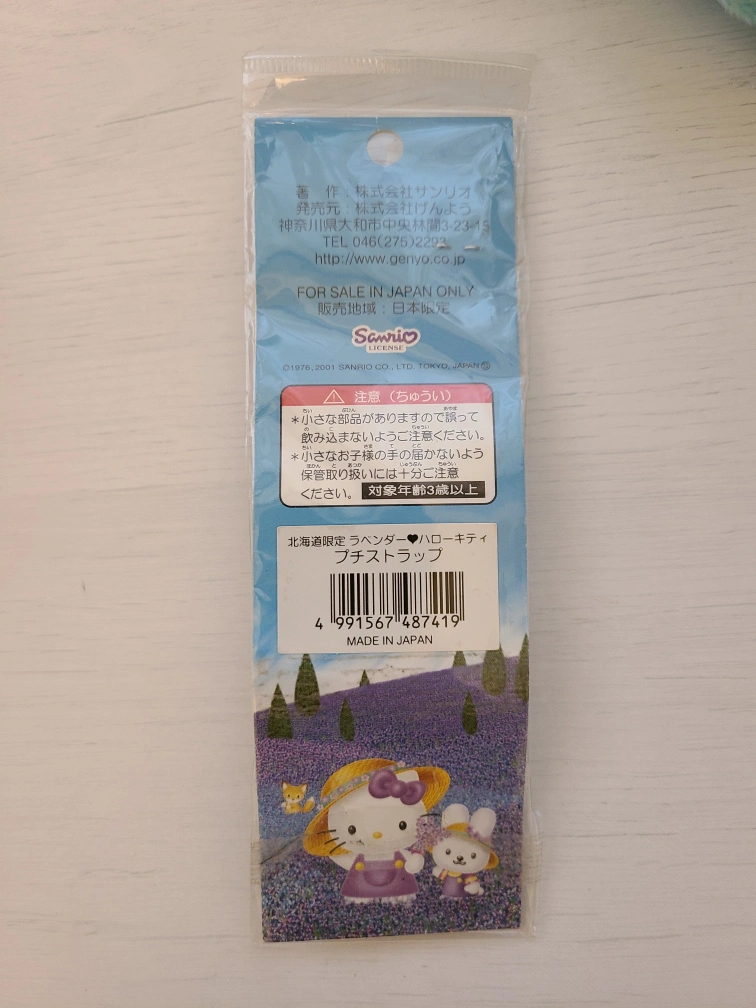 著 作：株式会社サンリオ
発売元：株式会社げんよう
神奈川県大和市中央林間3-23-15
TEL 046(275)2293
http://www.genyo.co.jp
FOR SALE IN JAPAN ONLY
販売地域：日本限定
Sanrio
LICENSE
©1976, 2001 SANRIO CO., LTD. TOKYO, JAPAN
⚠ 注意（ちゅうい）
＊小さな部品がありますので誤って
飲み込まないようご注意ください。
＊小さなお子様の手の届かないよう
保管取り扱いには十分ご注意
ください。 対象年齢3歳以上
北海道限定 ラベンダー♥ハローキティ
プチストラップ
4 991567 487419
MADE IN JAPAN